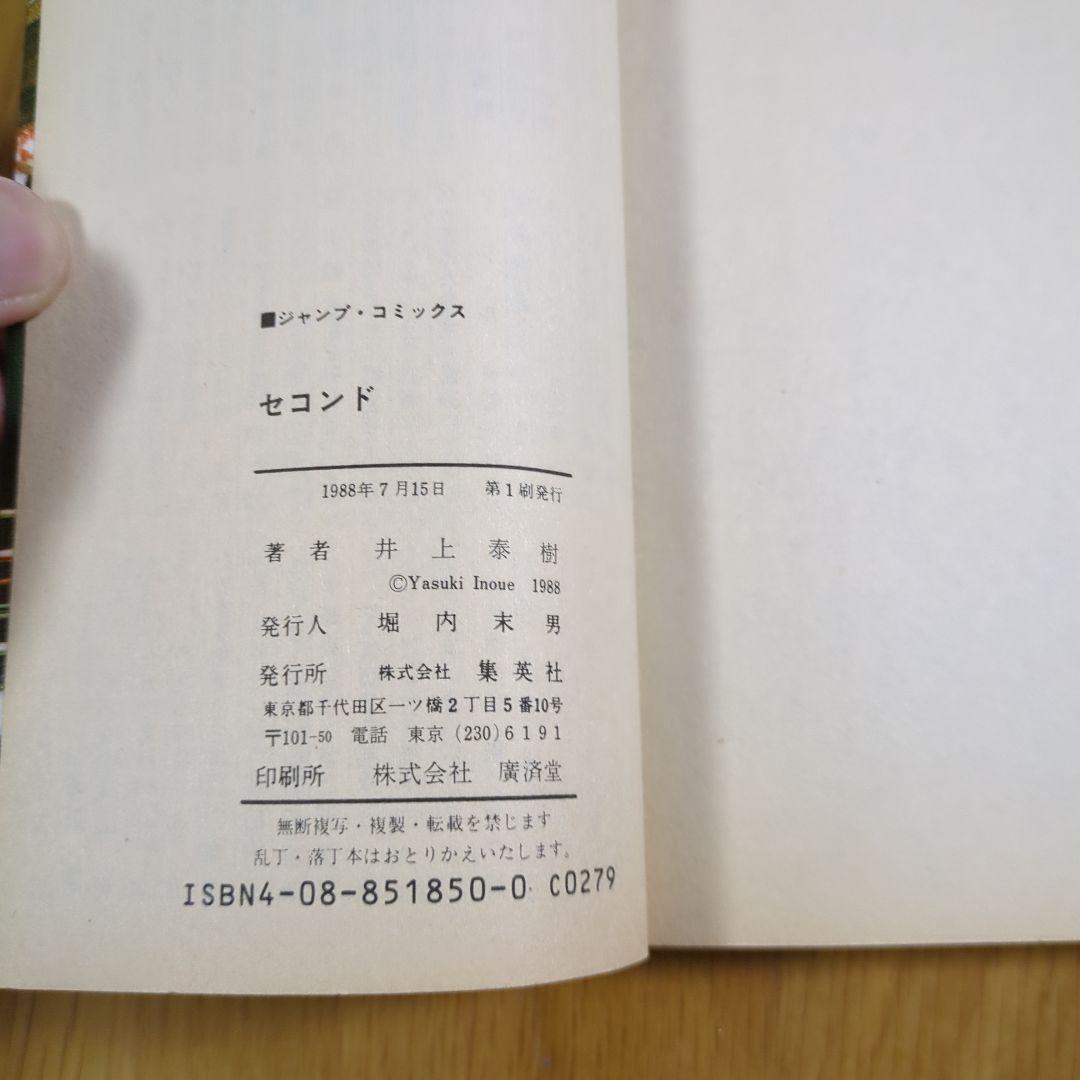 ■ジャンプ・コミックス
セコンド
1988年7月15日 第1刷発行
著者 井上泰樹
©Yasuki Inoue 1988
発行人 堀内末男
発行所 株式会社 集英社
東京都千代田区一ツ橋2丁目5番10号
〒101-50 電話 東京(230)6191
印刷所 株式会社 廣済堂
無断複写・複製・転載を禁じます
乱丁・落丁本はおとりかえいたします。
ISBN4-08-851850-0 C0279